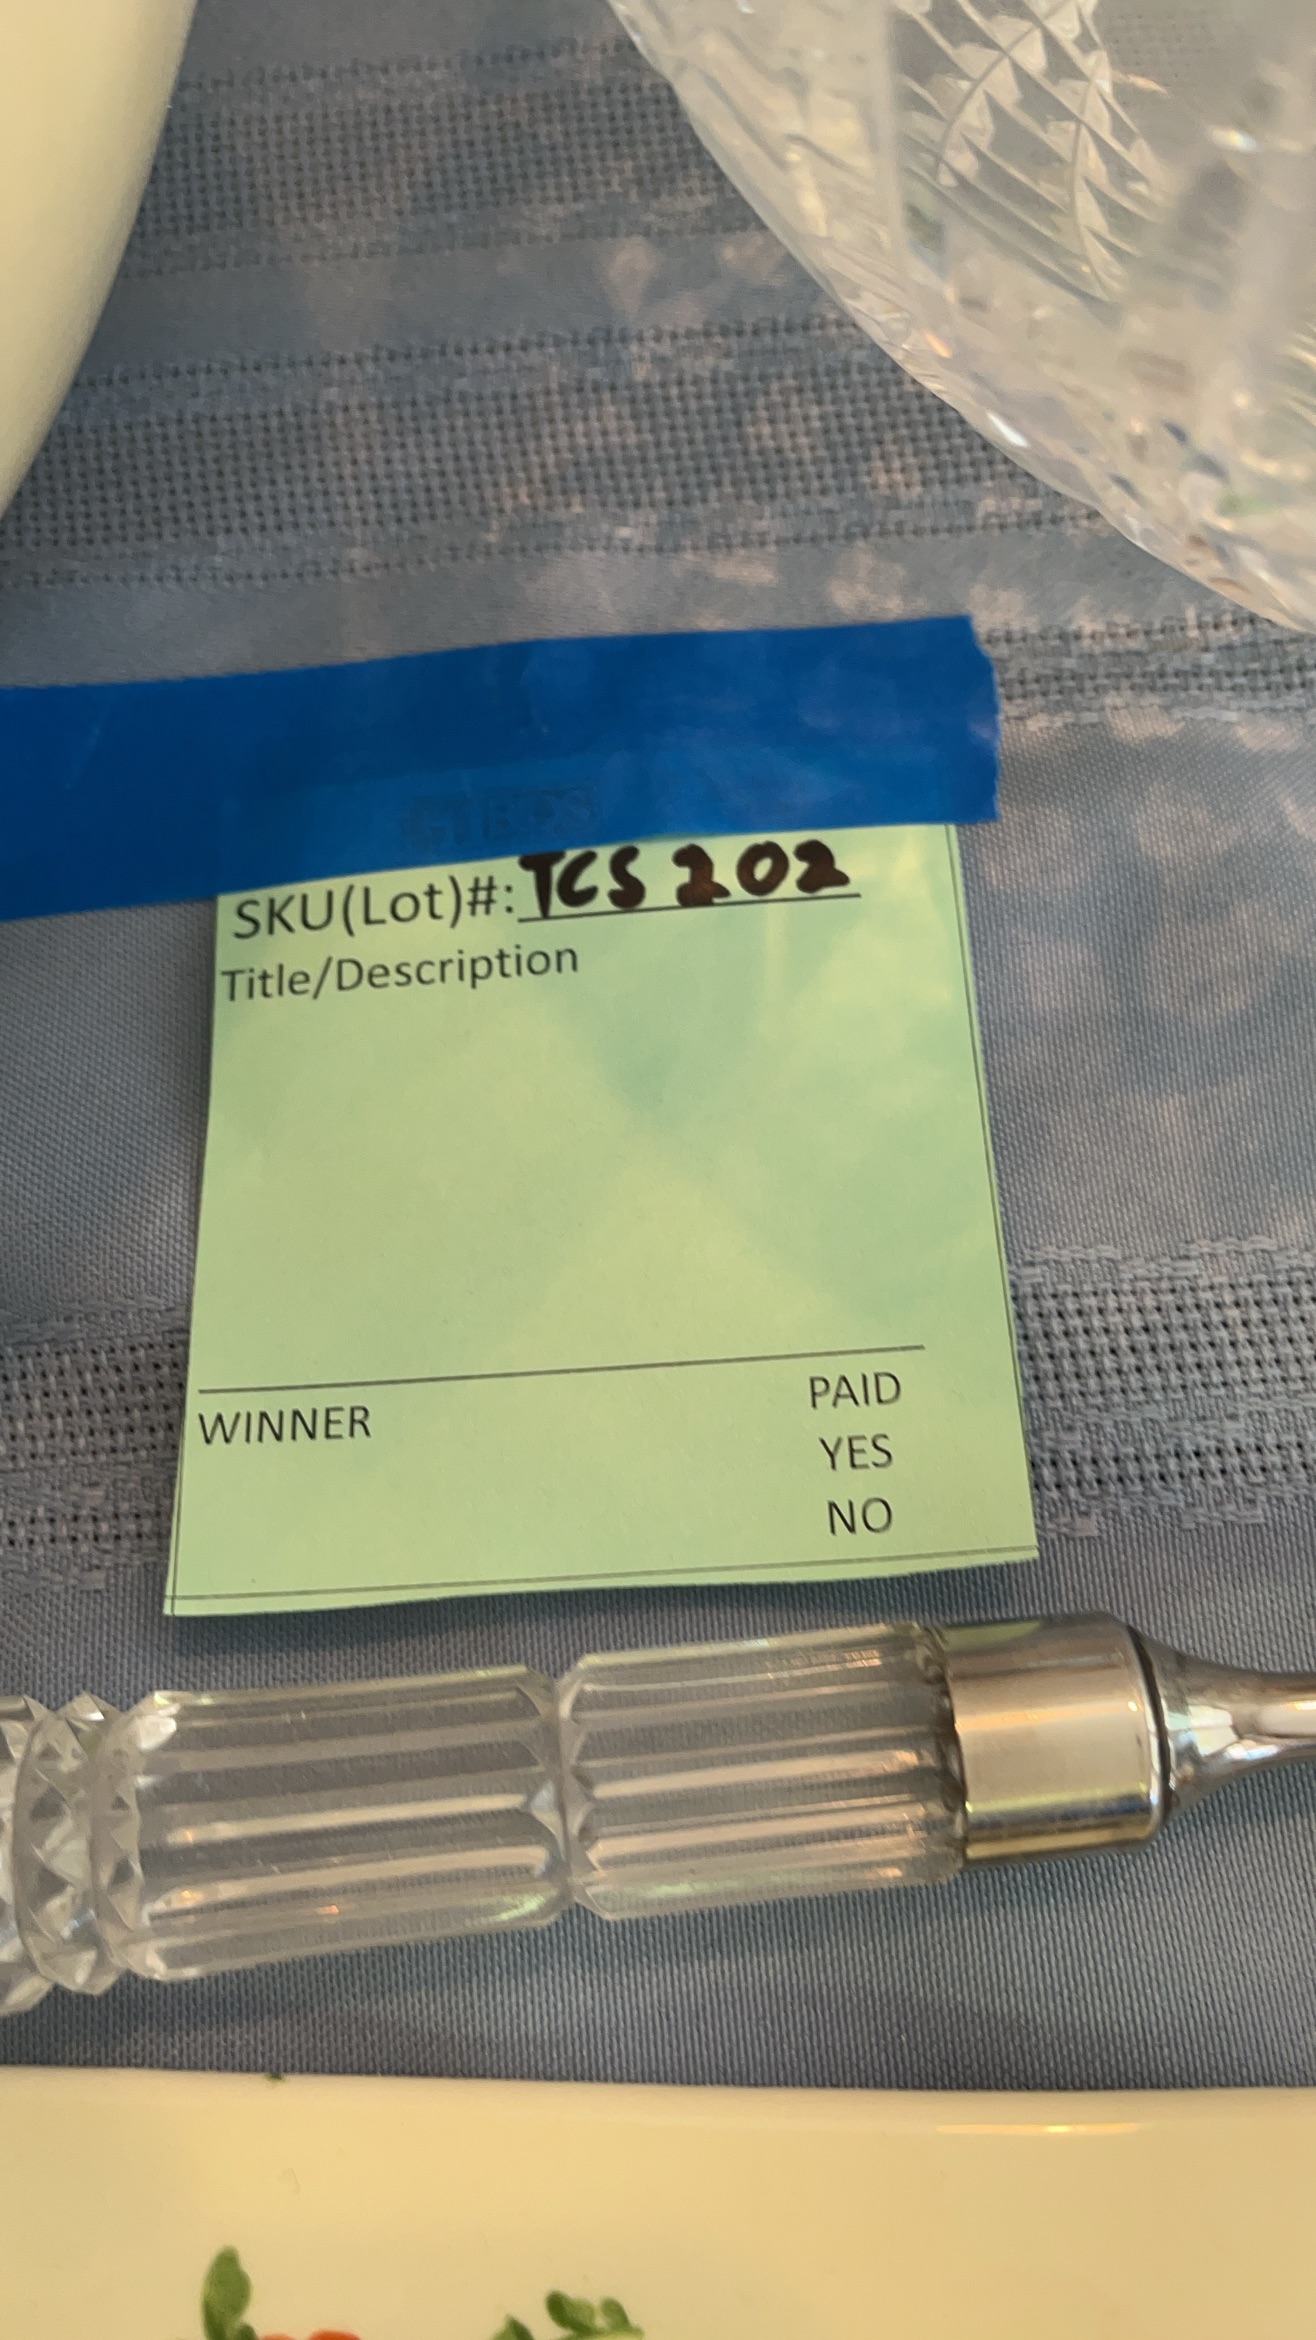 SKU(Lot)#: TCS 202
Title/Description
WINNER
PAID
YES
NO